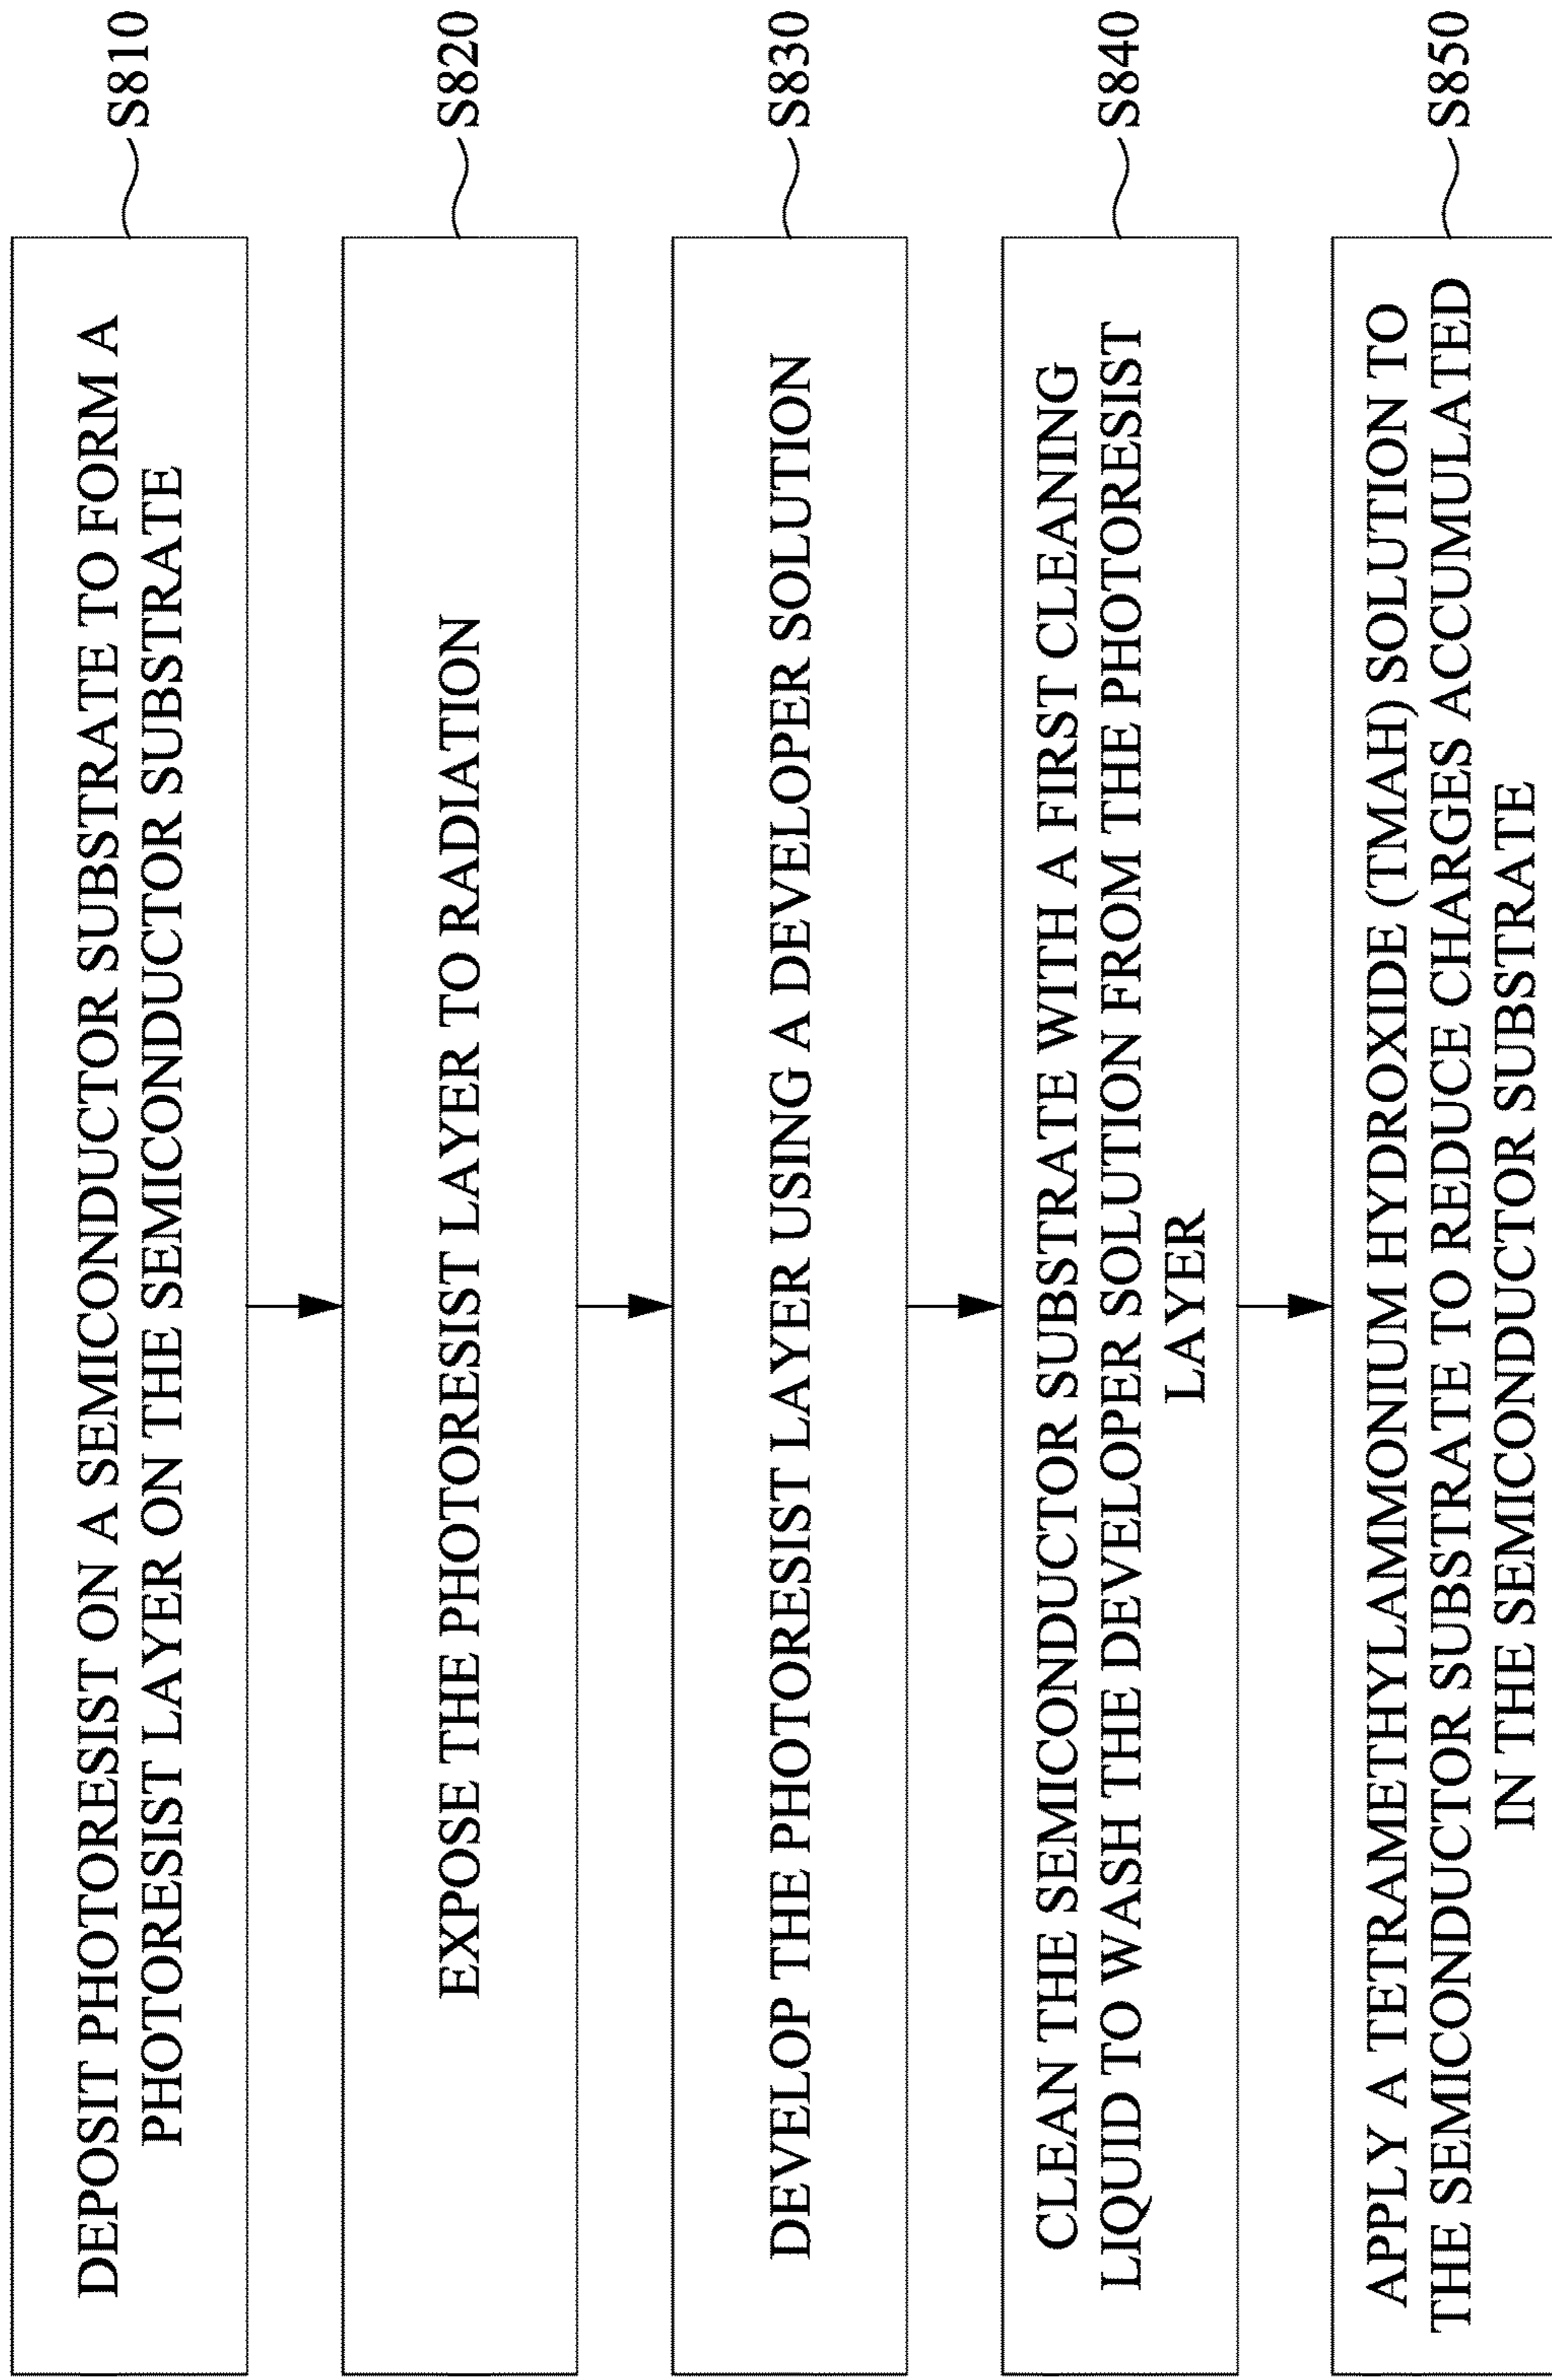 DEPOSIT PHOTORESIST ON A SEMICONDUCTOR SUBSTRATE TO FORM A
PHOTORESIST LAYER ON THE SEMICONDUCTOR SUBSTRATE
S810
EXPOSE THE PHOTORESIST LAYER TO RADIATION
S820
DEVELOP THE PHOTORESIST LAYER USING A DEVELOPER SOLUTION
S830
CLEAN THE SEMICONDUCTOR SUBSTRATE WITH A FIRST CLEANING
LIQUID TO WASH THE DEVELOPER SOLUTION FROM THE PHOTORESIST
LAYER
S840
APPLY A TETRAMETHYLAMMONIUM HYDROXIDE (TMAH) SOLUTION TO
THE SEMICONDUCTOR SUBSTRATE TO REDUCE CHARGES ACCUMULATED
IN THE SEMICONDUCTOR SUBSTRATE
S850